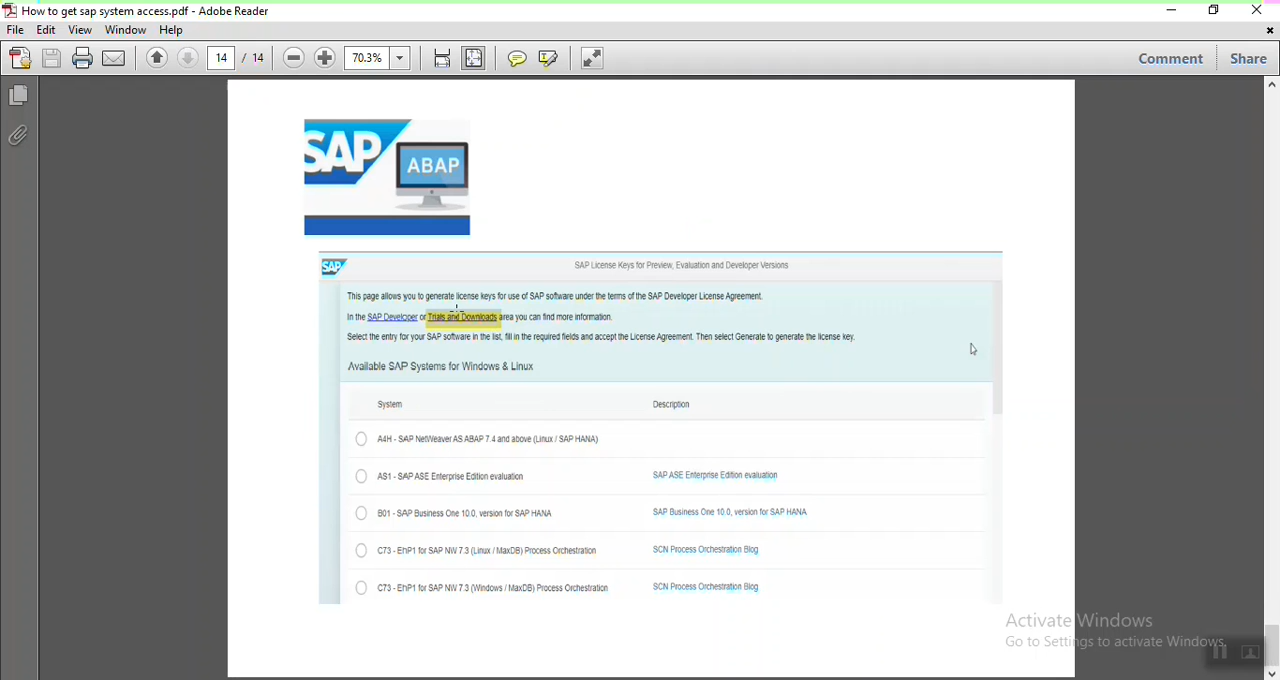 How to get sap system access.pdf - Adobe Reader
File Edit View Window Help
14 / 14 70.3% Comment Share
SAP ABAP
SAP SAP License Keys for Preview, Evaluation and Developer Versions
This page allows you to generate license keys for use of SAP software under the terms of the SAP Developer License Agreement.
In the SAP Developer or Trials and Downloads area you can find more information.
Select the entry for your SAP software in the list, fill in the required fields and accept the License Agreement. Then select Generate to generate the license key.
Available SAP Systems for Windows & Linux
System Description
A4H - SAP NetWeaver AS ABAP 7.4 and above (Linux / SAP HANA)
AS1 - SAP ASE Enterprise Edition evaluation SAP ASE Enterprise Edition evaluation
B01 - SAP Business One 10.0, version for SAP HANA SAP Business One 10.0, version for SAP HANA
C73 - EhP1 for SAP NW 7.3 (Linux / MaxDB) Process Orchestration SCN Process Orchestration Blog
C73 - EhP1 for SAP NW 7.3 (Windows / MaxDB) Process Orchestration SCN Process Orchestration Blog
Activate Windows
Go to Settings to activate Windows.